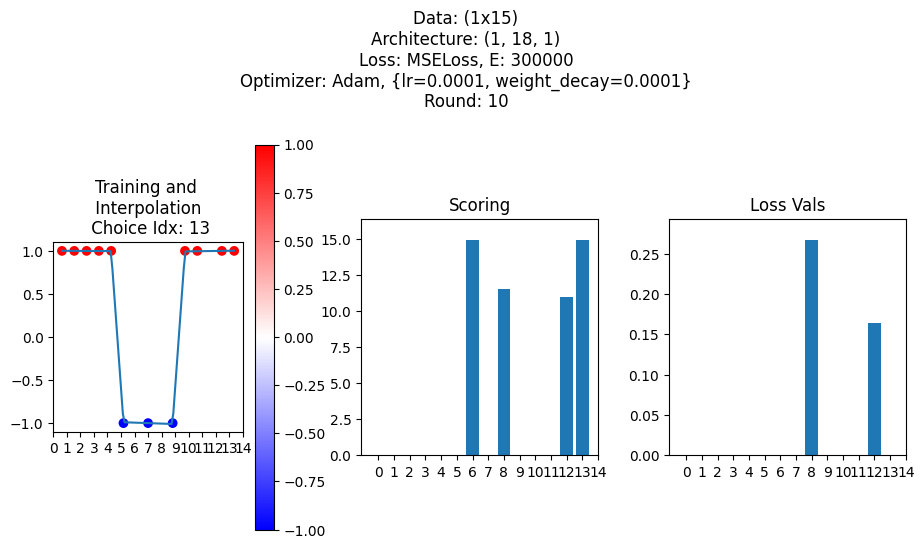 Data: (1x15)
Architecture: (1, 18, 1)
Loss: MSELoss, E: 300000
Optimizer: Adam, {lr=0.0001, weight_decay=0.0001}
Round: 10
Training and
Interpolation
Choice Idx: 13
1.0
0.5
0.0
−0.5
−1.0
0 1 2 3 4 5 6 7 8 9 10 11 12 13 14
1.00
0.75
0.50
0.25
0.00
−0.25
−0.50
−0.75
−1.00
Scoring
15.0
12.5
10.0
7.5
5.0
2.5
0.0
0 1 2 3 4 5 6 7 8 9 10 11 12 13 14
Loss Vals
0.25
0.20
0.15
0.10
0.05
0.00
0 1 2 3 4 5 6 7 8 9 10 11 12 13 14